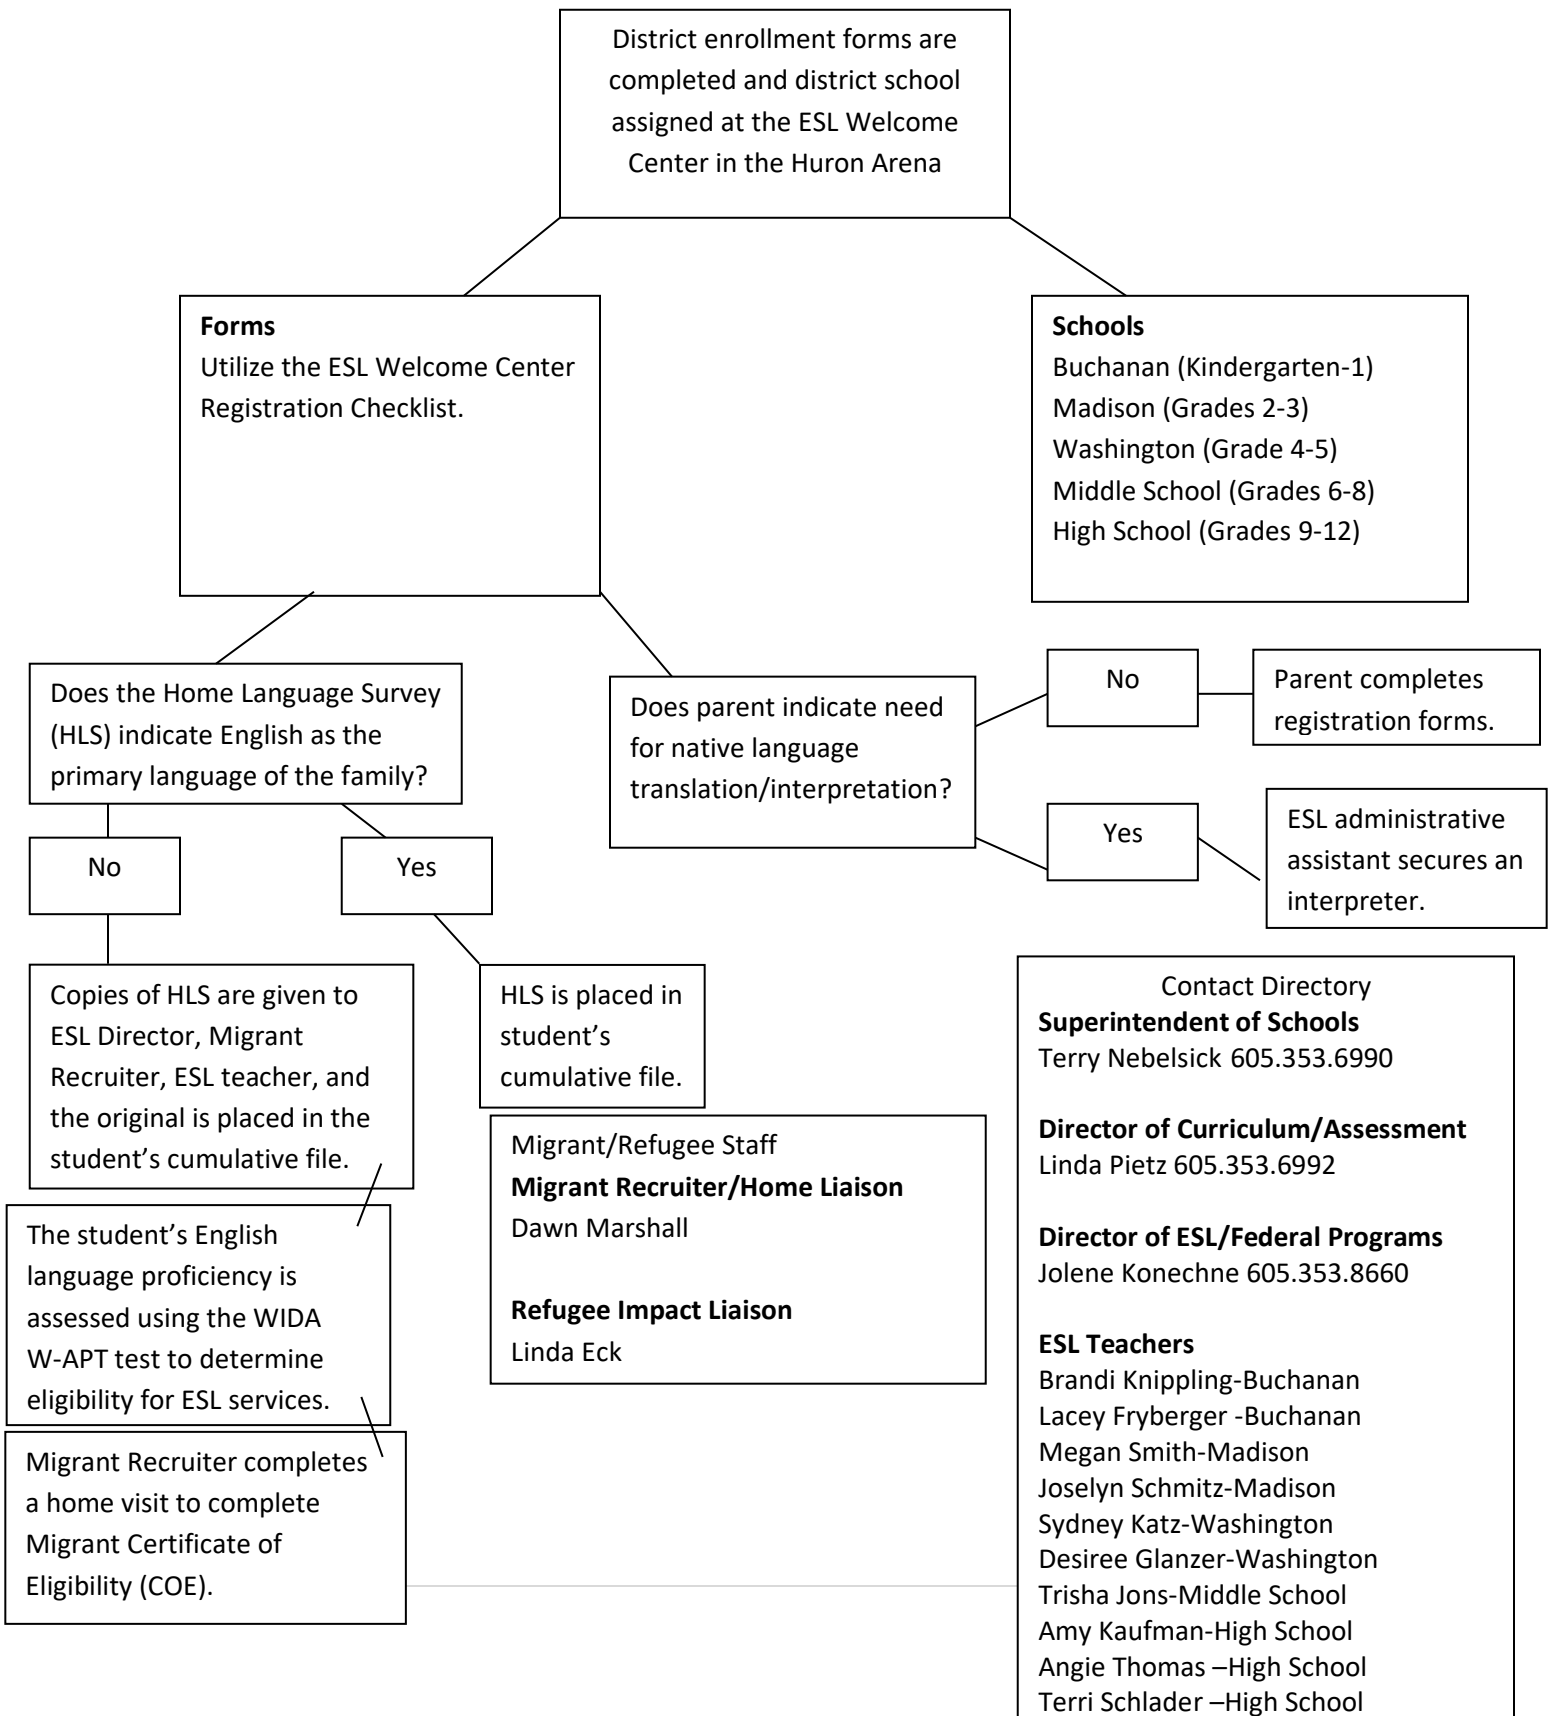 District enrollment forms are
completed and district school
assigned at the ESL Welcome
Center in the Huron Arena
Forms
Utilize the ESL Welcome Center
Registration Checklist.
Schools
Buchanan (Kindergarten-1)
Madison (Grades 2-3)
Washington (Grade 4-5)
Middle School (Grades 6-8)
High School (Grades 9-12)
Does the Home Language Survey
(HLS) indicate English as the
primary language of the family?
Does parent indicate need
for native language
translation/interpretation?
No
Parent completes
registration forms.
Yes
ESL administrative
assistant secures an
interpreter.
No
Yes
Copies of HLS are given to
ESL Director, Migrant
Recruiter, ESL teacher, and
the original is placed in the
student’s cumulative file.
HLS is placed in
student’s
cumulative file.
The student’s English
language proficiency is
assessed using the WIDA
W-APT test to determine
eligibility for ESL services.
Migrant Recruiter completes
a home visit to complete
Migrant Certificate of
Eligibility (COE).
Migrant/Refugee Staff
Migrant Recruiter/Home Liaison
Dawn Marshall
Refugee Impact Liaison
Linda Eck
Contact Directory
Superintendent of Schools
Terry Nebelsick 605.353.6990
Director of Curriculum/Assessment
Linda Pietz 605.353.6992
Director of ESL/Federal Programs
Jolene Konechne 605.353.8660
ESL Teachers
Brandi Knippling-Buchanan
Lacey Fryberger -Buchanan
Megan Smith-Madison
Joselyn Schmitz-Madison
Sydney Katz-Washington
Desiree Glanzer-Washington
Trisha Jons-Middle School
Amy Kaufman-High School
Angie Thomas –High School
Terri Schlader –High School